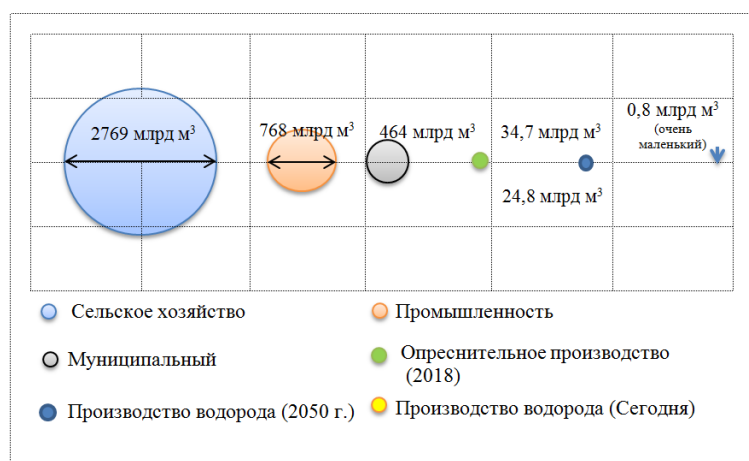 2769 млрд м³
768 млрд м³
464 млрд м³
34,7 млрд м³
24,8 млрд м³
0,8 млрд м³
(очень
маленький)
Сельское хозяйство
Промышленность
Муниципальный
Опреснительное производство
(2018)
Производство водорода (2050 г.)
Производство водорода (Сегодня)